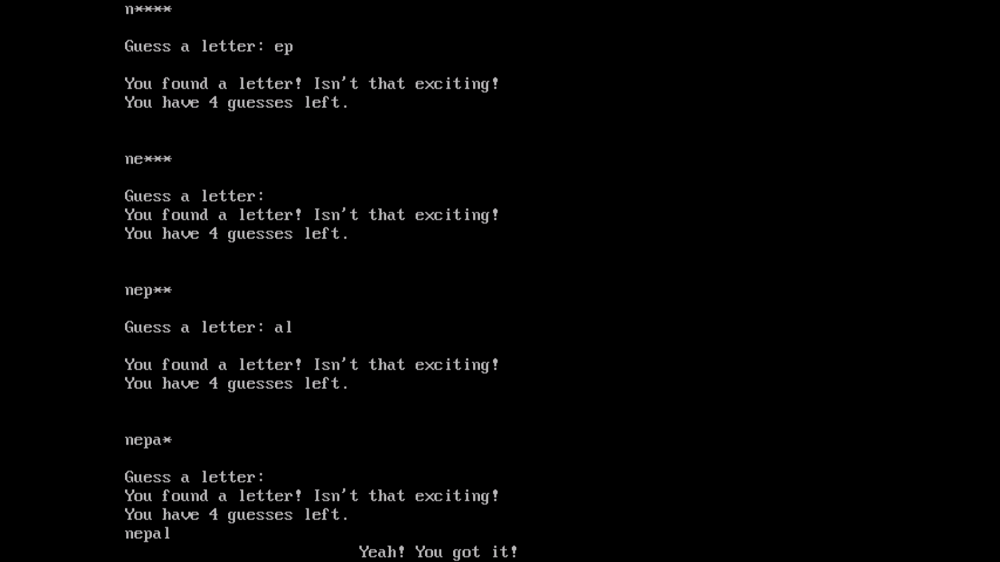 n****
Guess a letter: ep
You found a letter! Isn't that exciting!
You have 4 guesses left.
ne***
Guess a letter:
You found a letter! Isn't that exciting!
You have 4 guesses left.
nep**
Guess a letter: al
You found a letter! Isn't that exciting!
You have 4 guesses left.
nepa*
Guess a letter:
You found a letter! Isn't that exciting!
You have 4 guesses left.
nepal
Yeah! You got it!